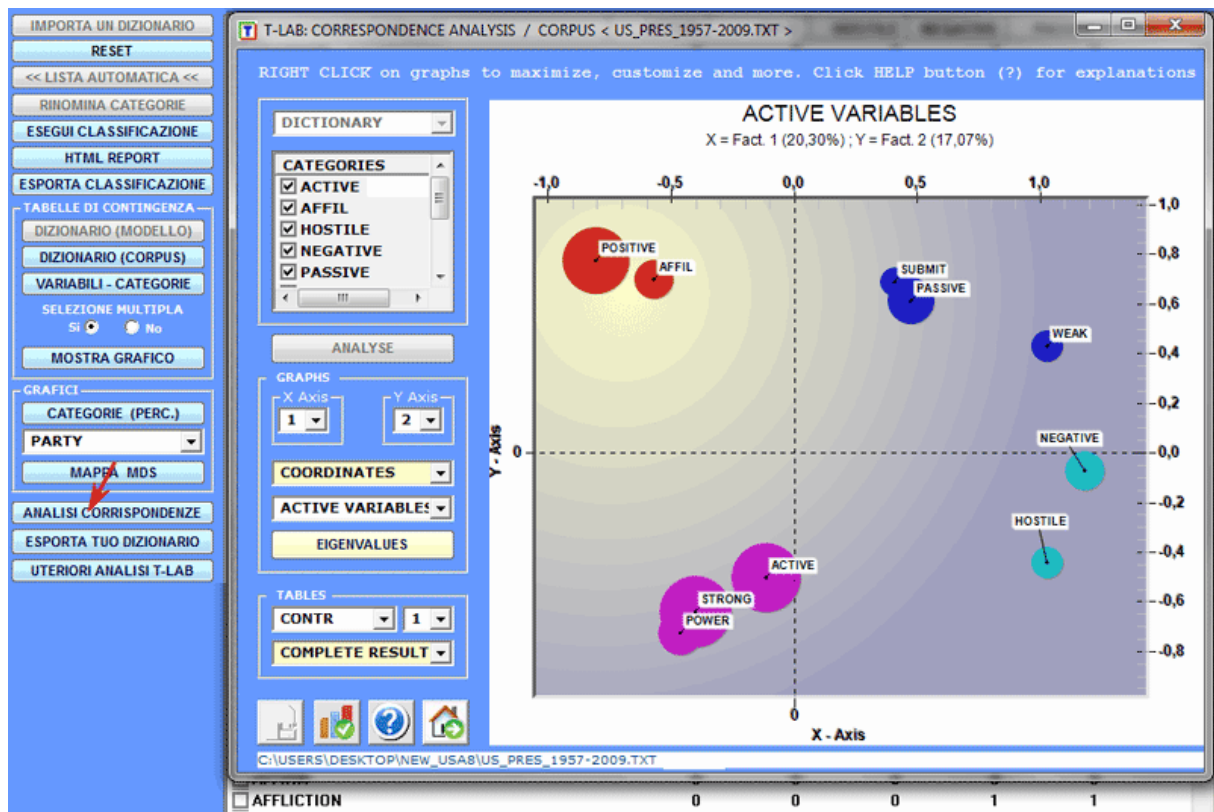 IMPORTA UN DIZIONARIO
RESET
<< LISTA AUTOMATICA <<
RINOMINA CATEGORIE
ESEGUI CLASSIFICAZIONE
HTML REPORT
ESPORTA CLASSIFICAZIONE
TABELLE DI CONTINGENZA
DIZIONARIO (MODELLO)
DIZIONARIO (CORPUS)
VARIABILI - CATEGORIE
SELEZIONE MULTIPLA
Si No
MOSTRA GRAFICO
GRAFICI
CATEGORIE (PERC.)
PARTY
MAPPA MDS
ANALISI CORRISPONDENZE
ESPORTA TUO DIZIONARIO
UTERIORI ANALISI T-LAB
T-LAB: CORRESPONDENCE ANALYSIS / CORPUS < US_PRES_1957-2009.TXT >
RIGHT CLICK on graphs to maximize, customize and more. Click HELP button (?) for explanations
DICTIONARY
CATEGORIES
ACTIVE
AFFIL
HOSTILE
NEGATIVE
PASSIVE
ANALYSE
GRAPHS
X Axis Y Axis
1 2
COORDINATES
ACTIVE VARIABLES
EIGENVALUES
TABLES
CONTR 1
COMPLETE RESULT
ACTIVE VARIABLES
X = Fact. 1 (20,30%) ; Y = Fact. 2 (17,07%)
-1,0 -0,5 0,0 0,5 1,0
1,0
POSITIVE
0,8
AFFIL
SUBMIT
PASSIVE
0,6
WEAK
0,4
0,2
NEGATIVE
Y - Axis
0
0,0
-0,2
HOSTILE
-0,4
ACTIVE
STRONG
-0,6
POWER
-0,8
0
X - Axis
C:\USERS\DESKTOP\NEW_USA8\US_PRES_1957-2009.TXT
AFFLICTION 0 0 0 1 1